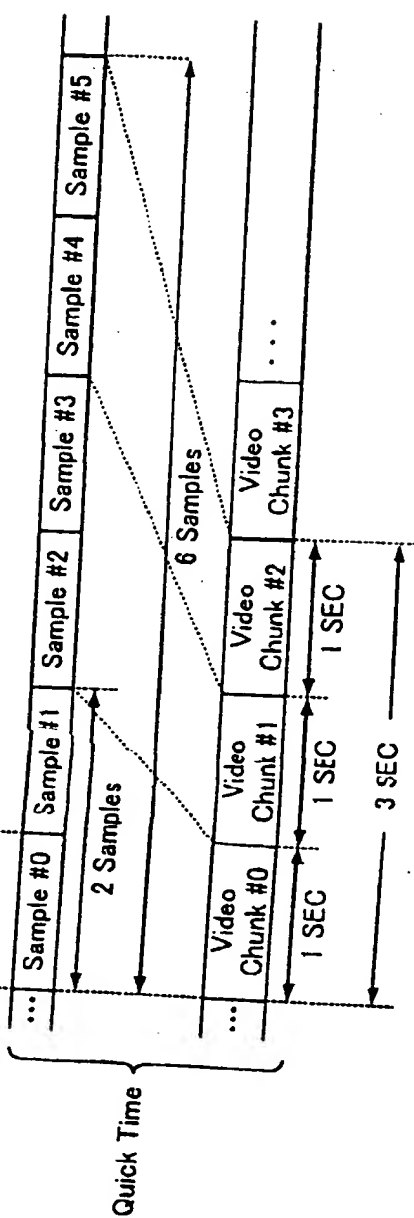 Quick Time
... Sample #0 Sample #1 Sample #2 Sample #3 Sample #4 Sample #5
2 Samples
6 Samples
... Video Chunk #0 Video Chunk #1 Video Chunk #2 Video Chunk #3 ...
1 SEC 1 SEC 1 SEC
3 SEC